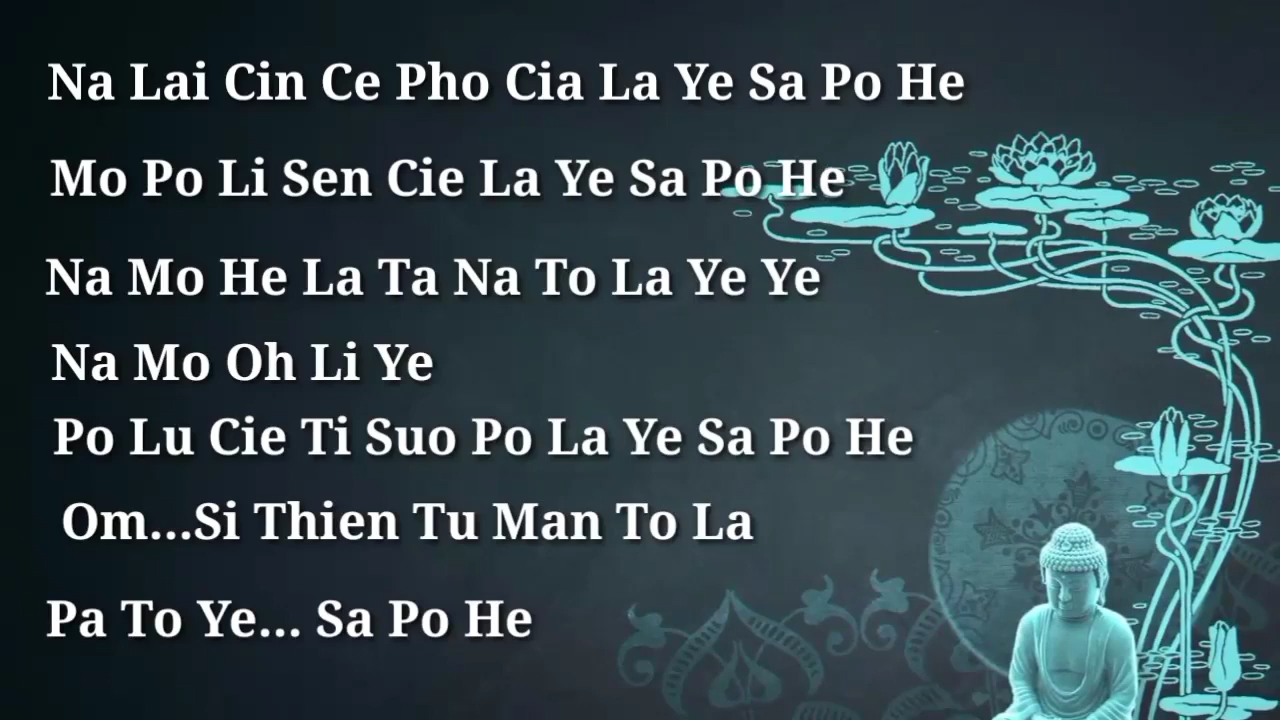 Na Lai Cin Ce Pho Cia La Ye Sa Po He
Mo Po Li Sen Cie La Ye Sa Po He
Na Mo He La Ta Na To La Ye Ye
Na Mo Oh Li Ye
Po Lu Cie Ti Suo Po La Ye Sa Po He
Om...Si Thien Tu Man To La
Pa To Ye... Sa Po He